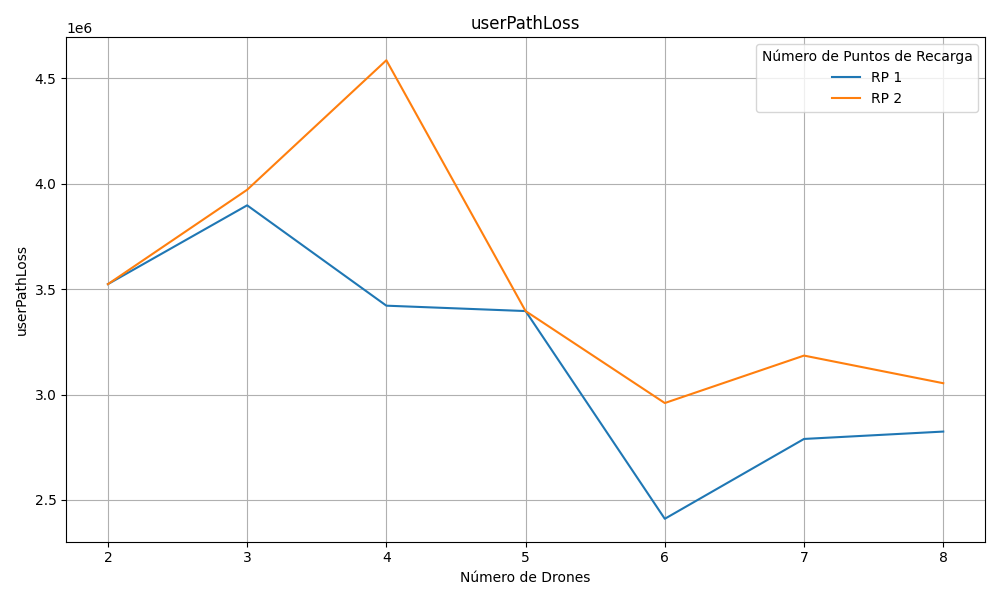 userPathLoss
1e6
4.5
4.0
3.5
3.0
2.5
userPathLoss
Número de Puntos de Recarga
RP 1
RP 2
2 3 4 5 6 7 8
Número de Drones